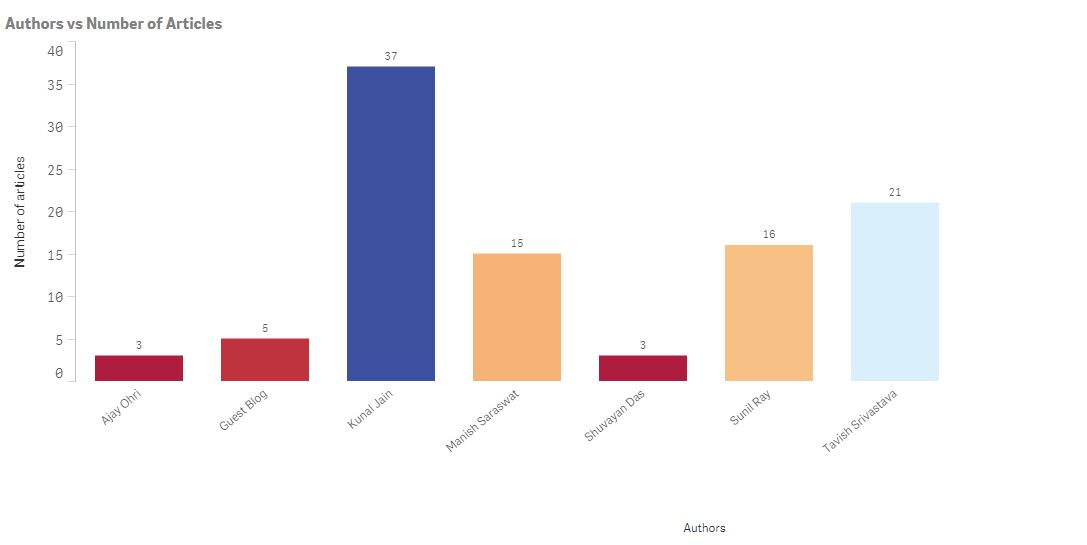 Authors vs Number of Articles
Number of articles
40
35
30
25
20
15
10
5
0
3
5
37
15
3
16
21
Ajay Ohri
Guest Blog
Kunal Jain
Manish Saraswat
Shuvayan Das
Sunil Ray
Tavish Srivastava
Authors